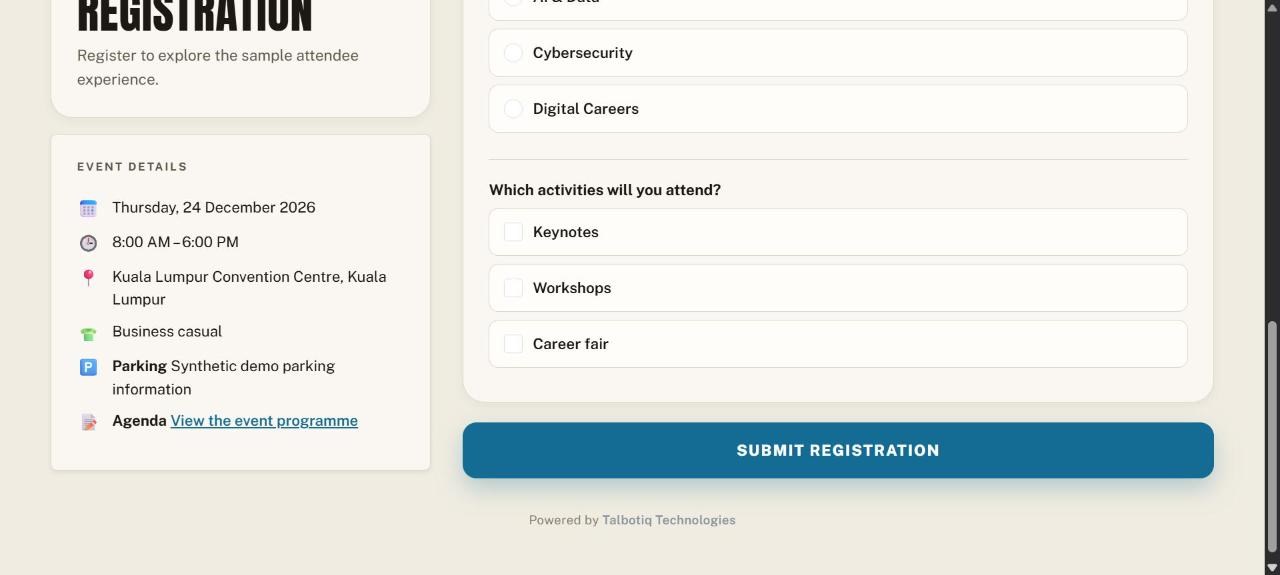 REGISTRATION
Register to explore the sample attendee
experience.
EVENT DETAILS
Thursday, 24 December 2026
8:00 AM – 6:00 PM
Kuala Lumpur Convention Centre, Kuala
Lumpur
Business casual
P
Parking Synthetic demo parking
information
Agenda View the event programme
AI & Data
Cybersecurity
Digital Careers
Which activities will you attend?
Keynotes
Workshops
Career fair
SUBMIT REGISTRATION
Powered by Talbotiq Technologies